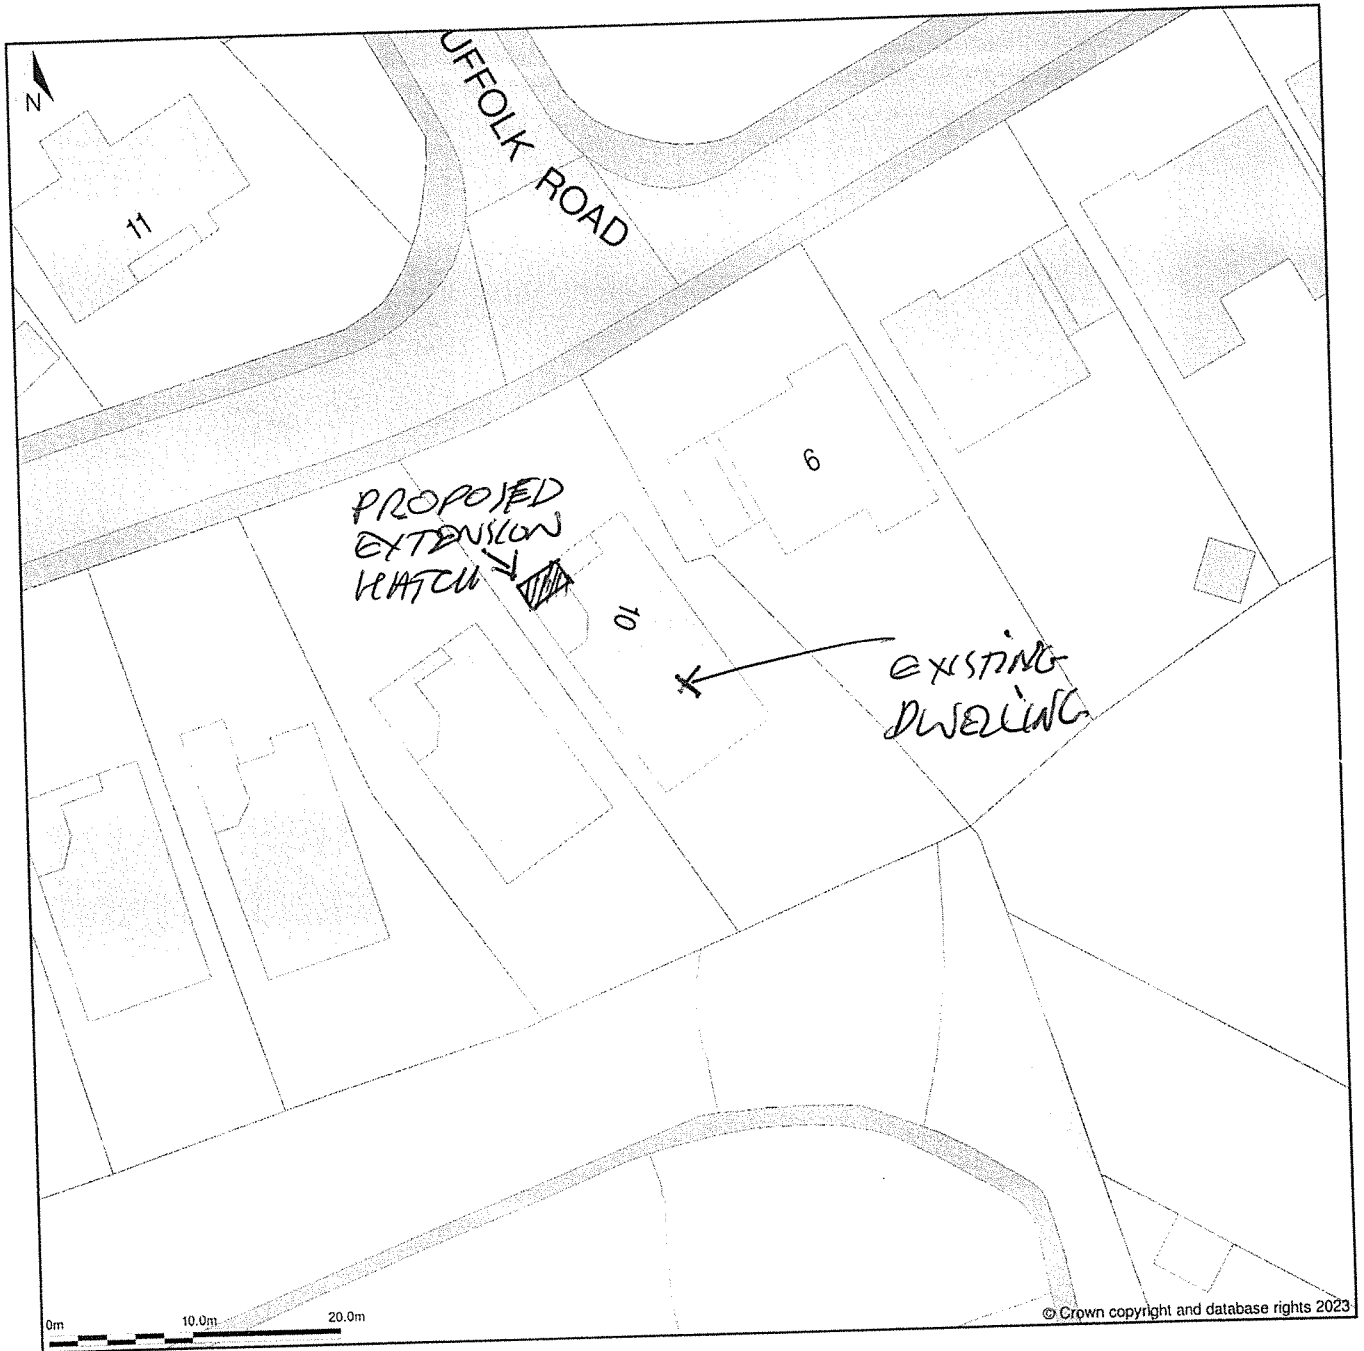 N
UFFOLK ROAD
11
6
PROPOSED
EXTENSION
HATCH
10
EXISTING
DWELLING
0m 10.0m 20.0m
© Crown copyright and database rights 2023